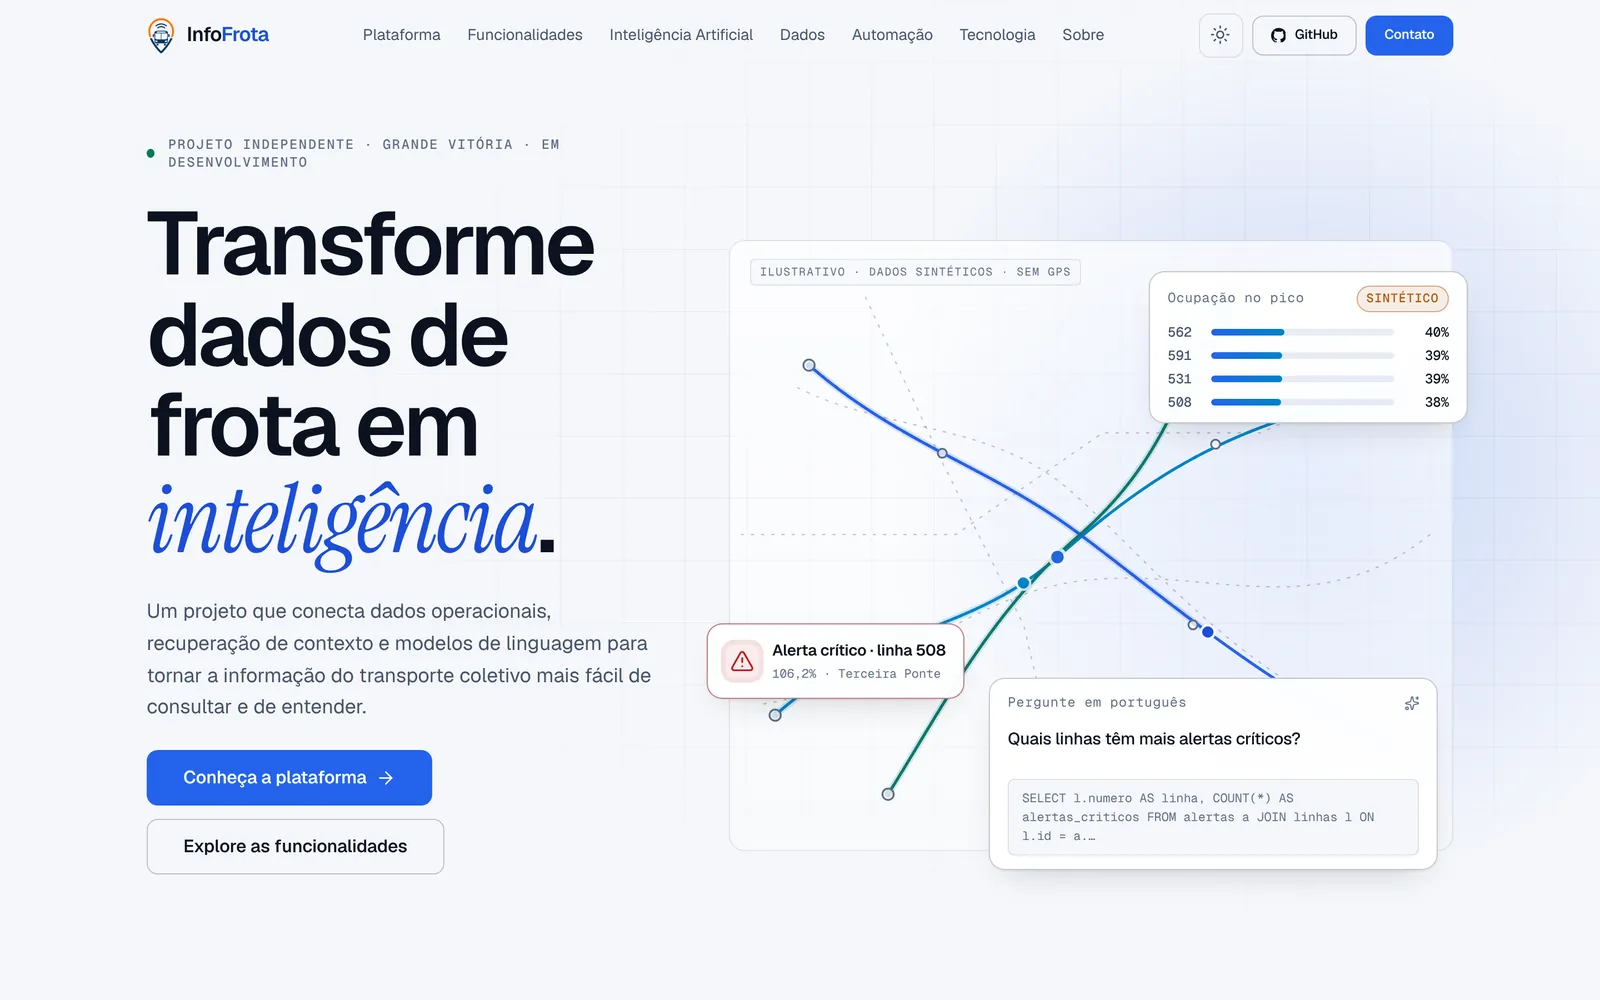 InfoFrota
Plataforma
Funcionalidades
Inteligência Artificial
Dados
Automação
Tecnologia
Sobre
GitHub
Contato
PROJETO INDEPENDENTE · GRANDE VITÓRIA · EM
DESENVOLVIMENTO
Transforme
dados de
frota em
inteligência.
Um projeto que conecta dados operacionais,
recuperação de contexto e modelos de linguagem para
tornar a informação do transporte coletivo mais fácil de
consultar e de entender.
Conheça a plataforma →
Explore as funcionalidades
ILUSTRATIVO · DADOS SINTÉTICOS · SEM GPS
Ocupação no pico
SINTÉTICO
562 40%
591 39%
531 39%
508 38%
Alerta crítico · linha 508
106,2% · Terceira Ponte
Pergunte em português
Quais linhas têm mais alertas críticos?
SELECT l.numero AS linha, COUNT(*) AS
alertas_criticos FROM alertas a JOIN linhas l ON
l.id = a.…